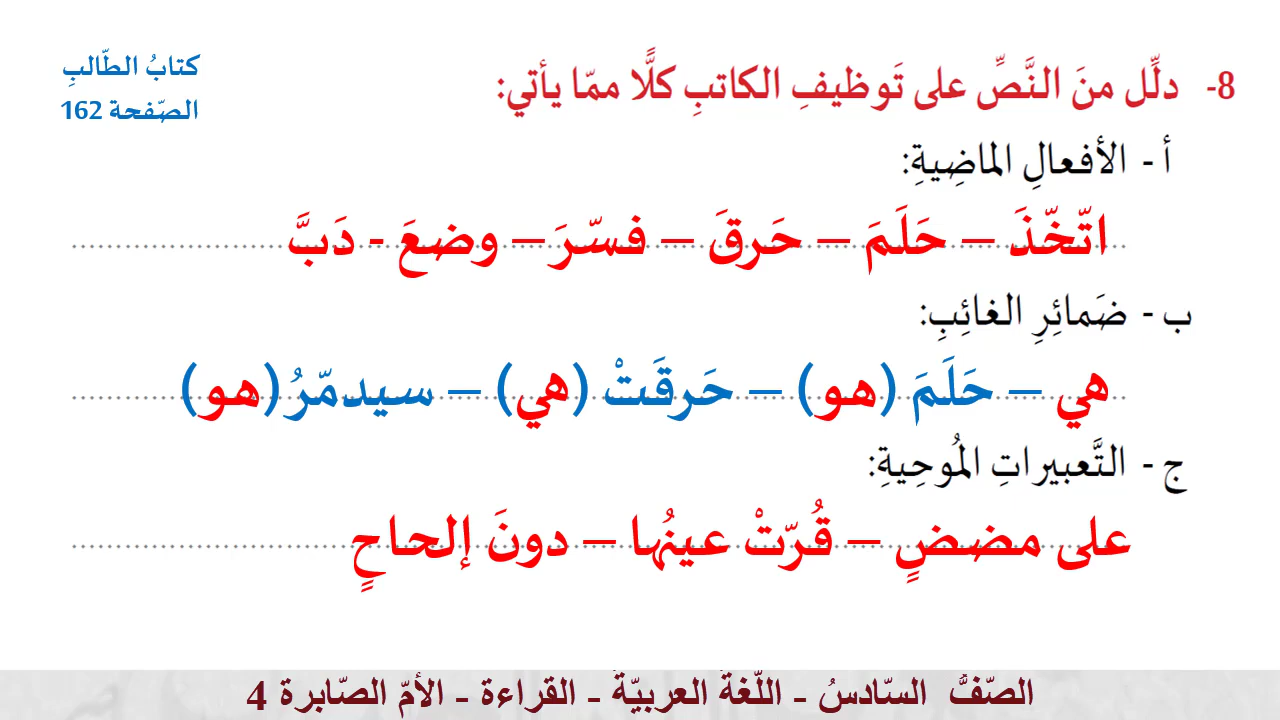 كتابُ الطّالبِ
الصّفحة 162
8- دلِّل منَ النَّصِّ على تَوظيفِ الكاتبِ كلًّا ممّا يأتي:
أ - الأفعالِ الماضِيةِ:
اتّخّذَ – حَلَمَ – حَرقَ – فسّرَ – وضعَ - دَبَّ
ب - ضَمائِرِ الغائِبِ:
هي – حَلَمَ (هو) – حَرقَتْ (هي) – سيدمّرُ (هو)
ج - التَّعبيراتِ المُوحِيةِ:
على مضضٍ – قُرّتْ عينُها – دونَ إلحاحٍ
الصّفُّ السّادسُ - اللّغة العربيّة - القراءة - الأمّ الصّابرة 4